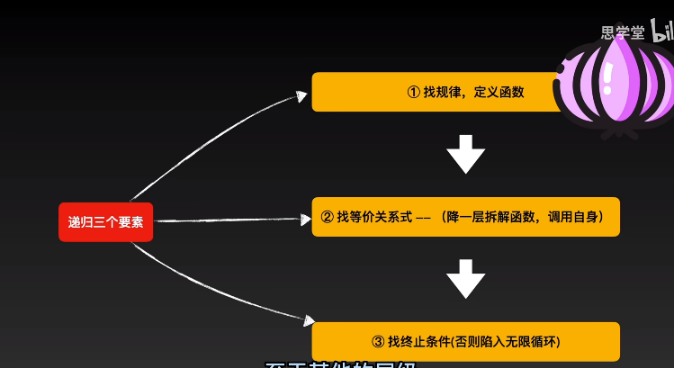 思学堂 bil
① 找规律，定义函数
递归三个要素
② 找等价关系式 -- （降一层拆解函数，调用自身）
③ 找终止条件(否则陷入无限循环)